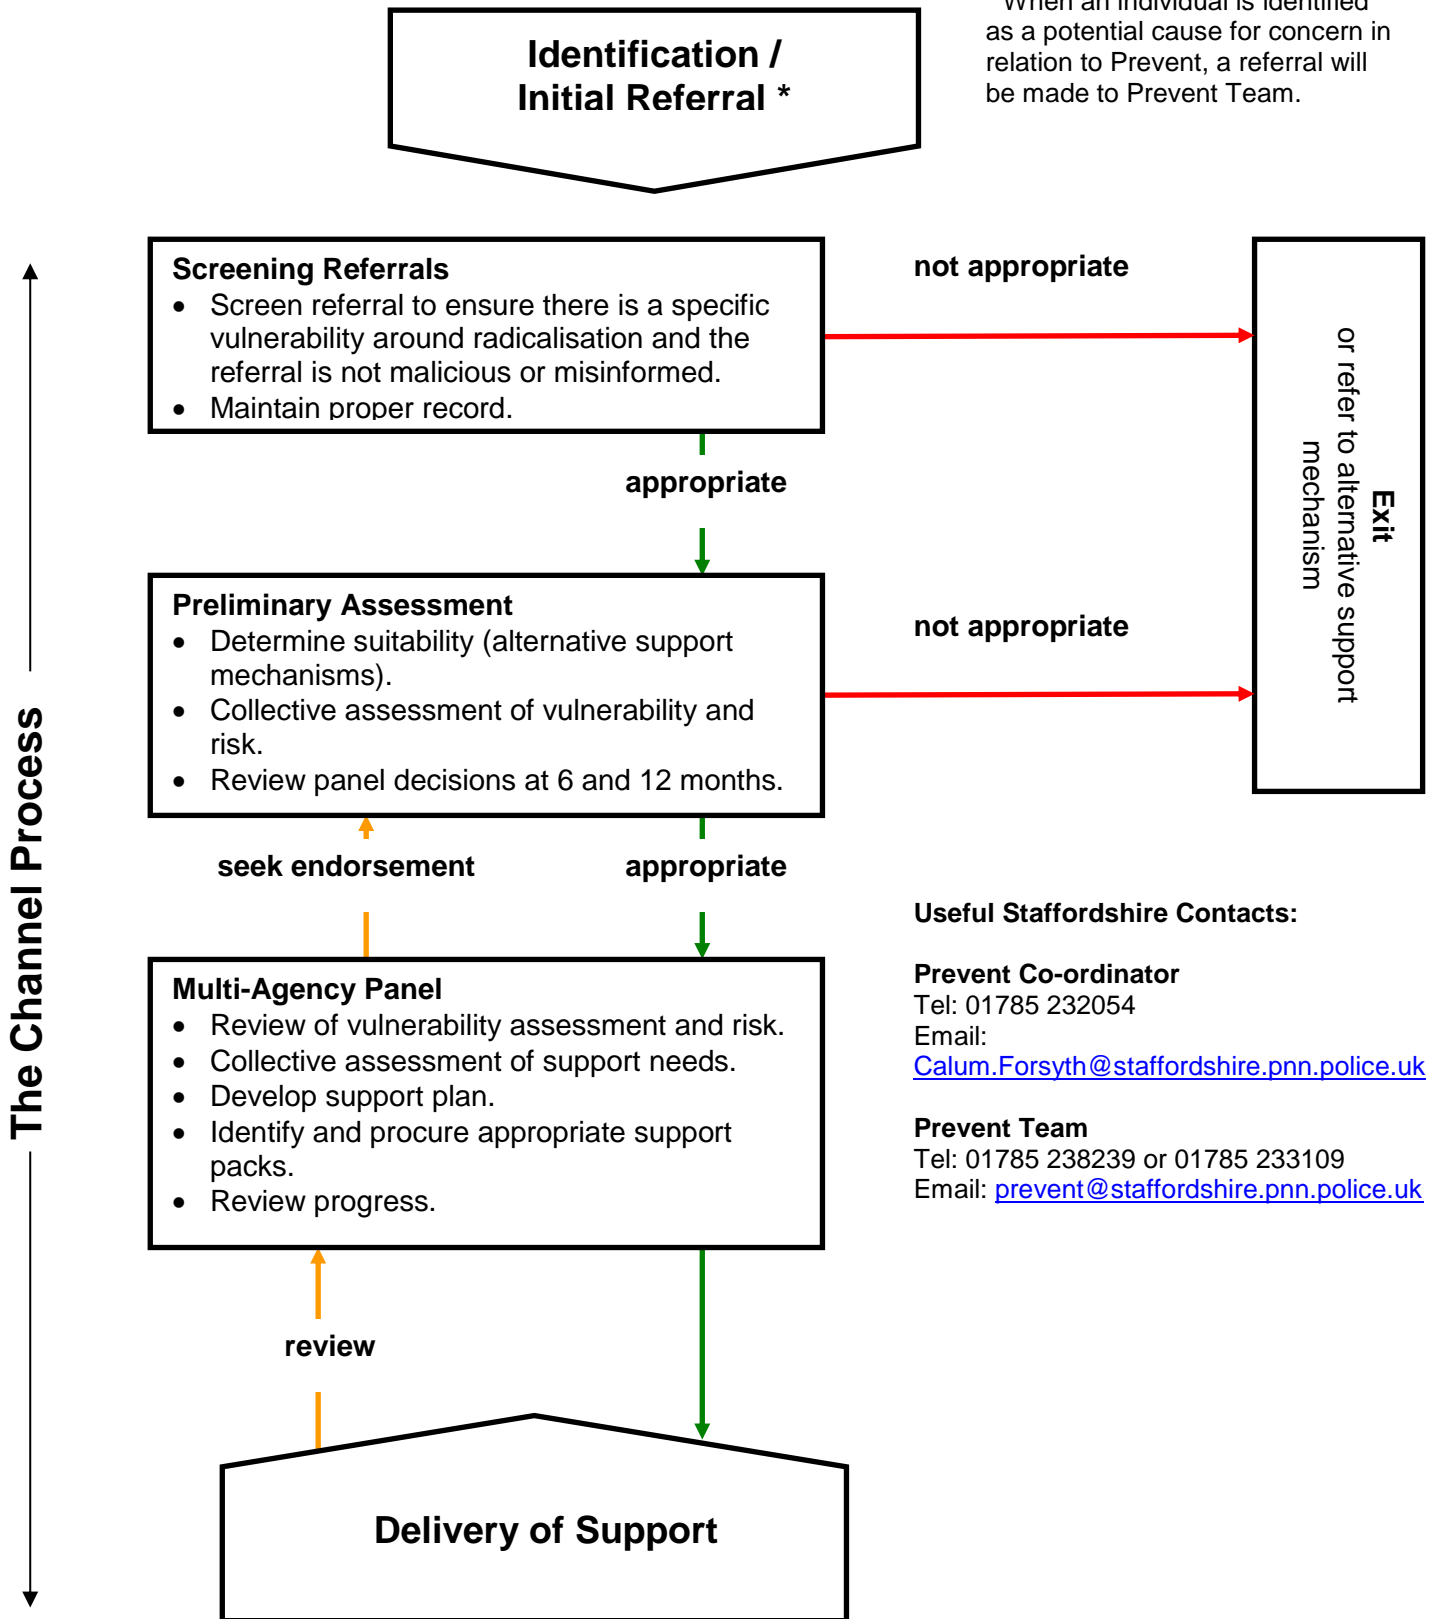 Identification /
Initial Referral *
When an individual is identified
as a potential cause for concern in
relation to Prevent, a referral will
be made to Prevent Team.
The Channel Process
Screening Referrals
• Screen referral to ensure there is a specific
vulnerability around radicalisation and the
referral is not malicious or misinformed.
• Maintain proper record.
not appropriate
Exit
or refer to alternative support
mechanism
appropriate
Preliminary Assessment
• Determine suitability (alternative support
mechanisms).
• Collective assessment of vulnerability and
risk.
• Review panel decisions at 6 and 12 months.
not appropriate
seek endorsement
appropriate
Multi-Agency Panel
• Review of vulnerability assessment and risk.
• Collective assessment of support needs.
• Develop support plan.
• Identify and procure appropriate support
packs.
• Review progress.
Useful Staffordshire Contacts:
Prevent Co-ordinator
Tel: 01785 232054
Email:
Calum.Forsyth@staffordshire.pnn.police.uk
Prevent Team
Tel: 01785 238239 or 01785 233109
Email: prevent@staffordshire.pnn.police.uk
review
Delivery of Support